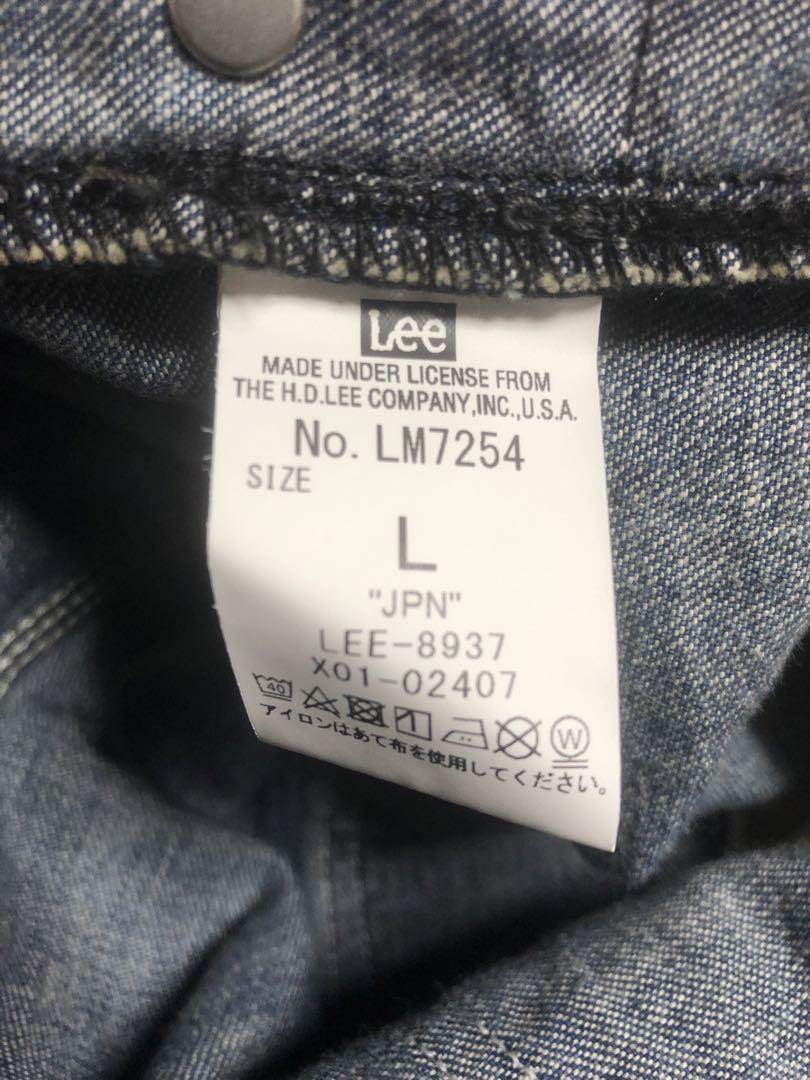 Lee
MADE UNDER LICENSE FROM
THE H.D.LEE COMPANY,INC.,U.S.A.
No. LM7254
SIZE
L
"JPN"
LEE-8937
X01-02407
40 W
アイロンはあて布を使用してください。